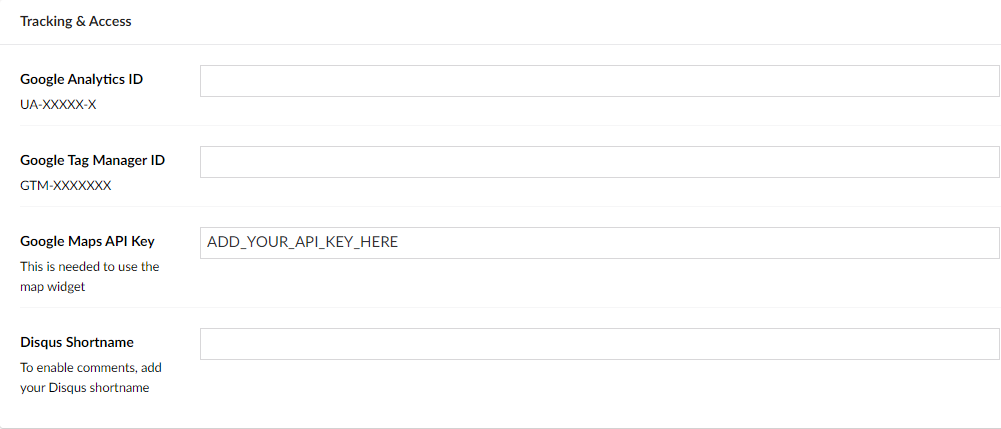 Tracking & Access
Google Analytics ID
UA-XXXXX-X
Google Tag Manager ID
GTM-XXXXXXX
Google Maps API Key
ADD_YOUR_API_KEY_HERE
This is needed to use the
map widget
Disqus Shortname
To enable comments, add
your Disqus shortname